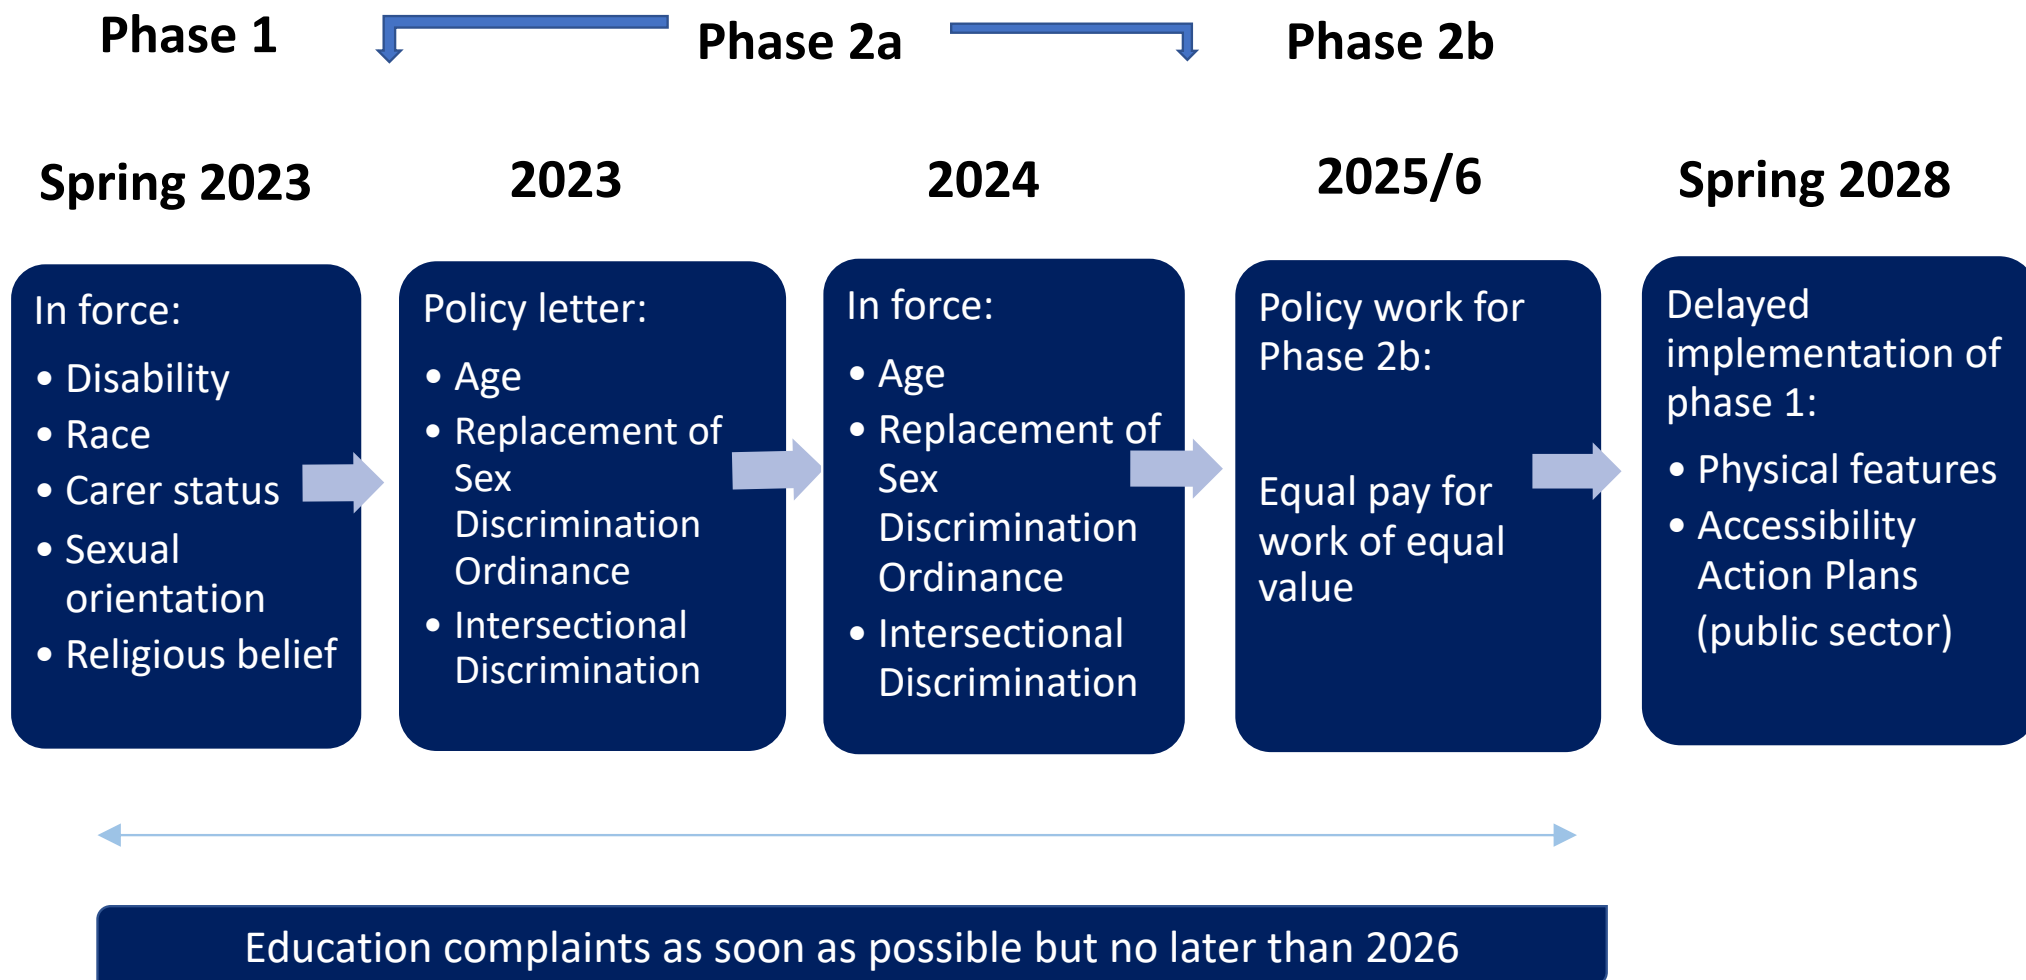 Phase 1
Phase 2a
Phase 2b
Spring 2023
2023
2024
2025/6
Spring 2028
In force:
• Disability
• Race
• Carer status
• Sexual
orientation
• Religious belief
Policy letter:
• Age
• Replacement of
Sex
Discrimination
Ordinance
• Intersectional
Discrimination
In force:
• Age
• Replacement of
Sex
Discrimination
Ordinance
• Intersectional
Discrimination
Policy work for
Phase 2b:
Equal pay for
work of equal
value
Delayed
implementation of
phase 1:
• Physical features
• Accessibility
Action Plans
(public sector)
Education complaints as soon as possible but no later than 2026